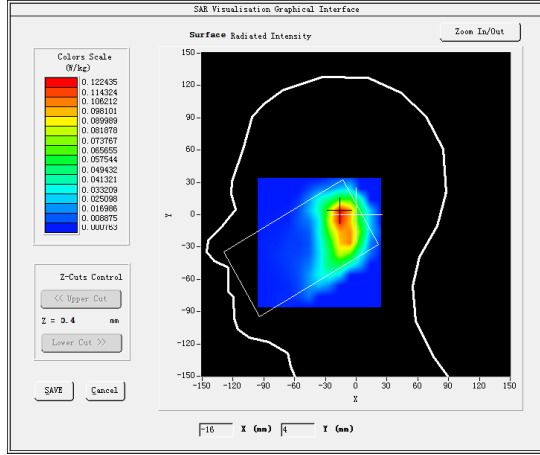 SAR Visualisation Graphical Interface
Surface Radiated Intensity
Zoom In/Out
Colors Scale
(W/kg)
0.122435
0.114324
0.106212
0.098101
0.089989
0.081878
0.073767
0.065655
0.057544
0.049432
0.041321
0.033209
0.025098
0.016986
0.008875
0.000763
Z-Cuts Control
<< Upper Cut
Z = 0.4 mm
Lower Cut >>
SAVE
Cancel
150
120
90
60
30
0
-30
-60
-90
-120
-150
Y
-150 -120 -90 -60 -30 0 30 60 90 120 150
X
-16 X (mm) 4 Y (mm)